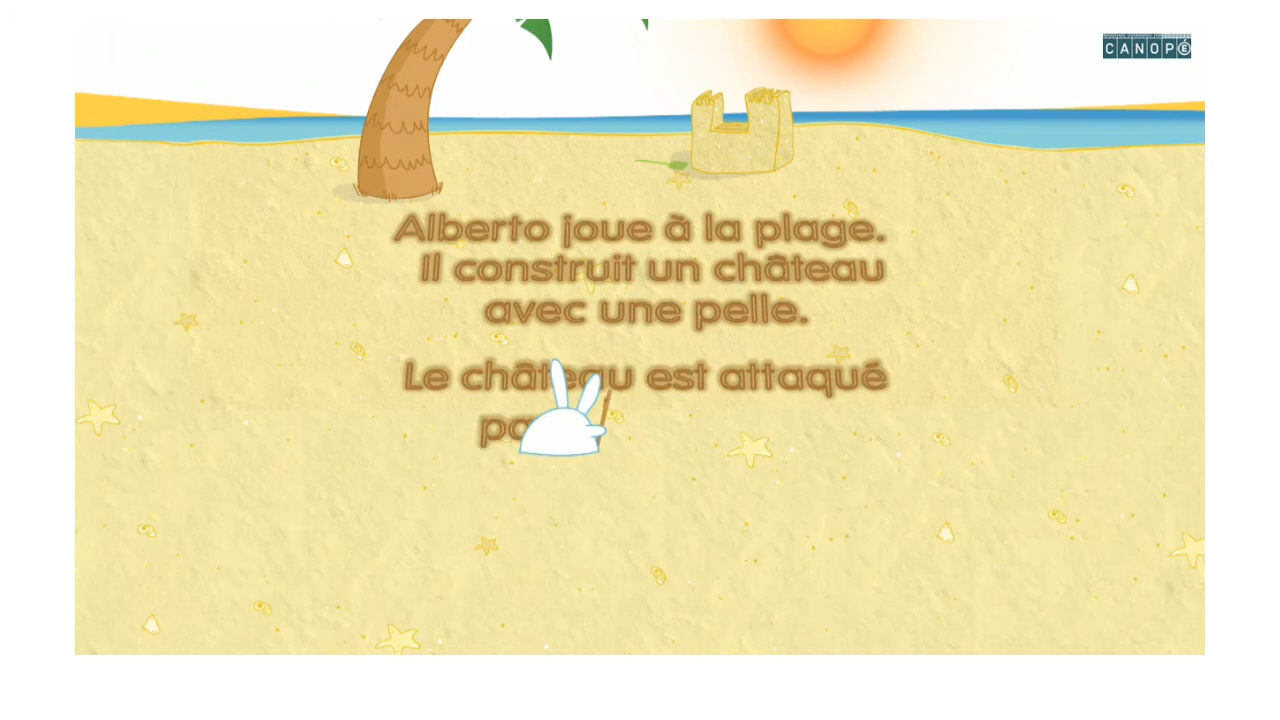 CANOPÉ
Alberto joue à la plage.
Il construit un château
avec une pelle.
Le château est attaqué